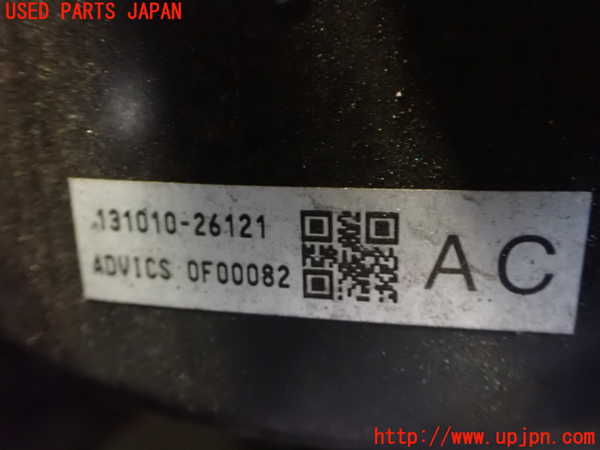 USED PARTS JAPAN
131010-26121
ADVICS 0F00082
AC
http://www.upjpn.com/